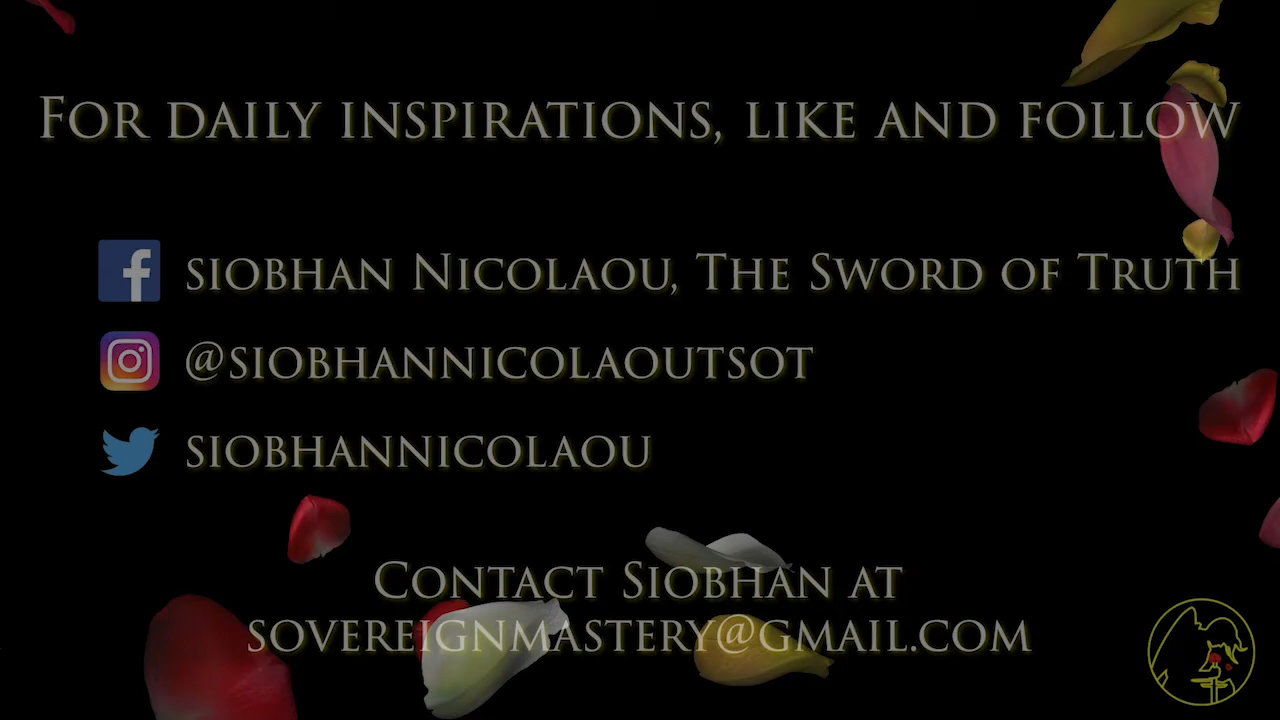 For daily inspirations, like and follow
siobhan Nicolaou, The Sword of Truth
@siobhannicolaoutsot
siobhannicolaou
Contact Siobhan at
sovereignmastery@gmail.com